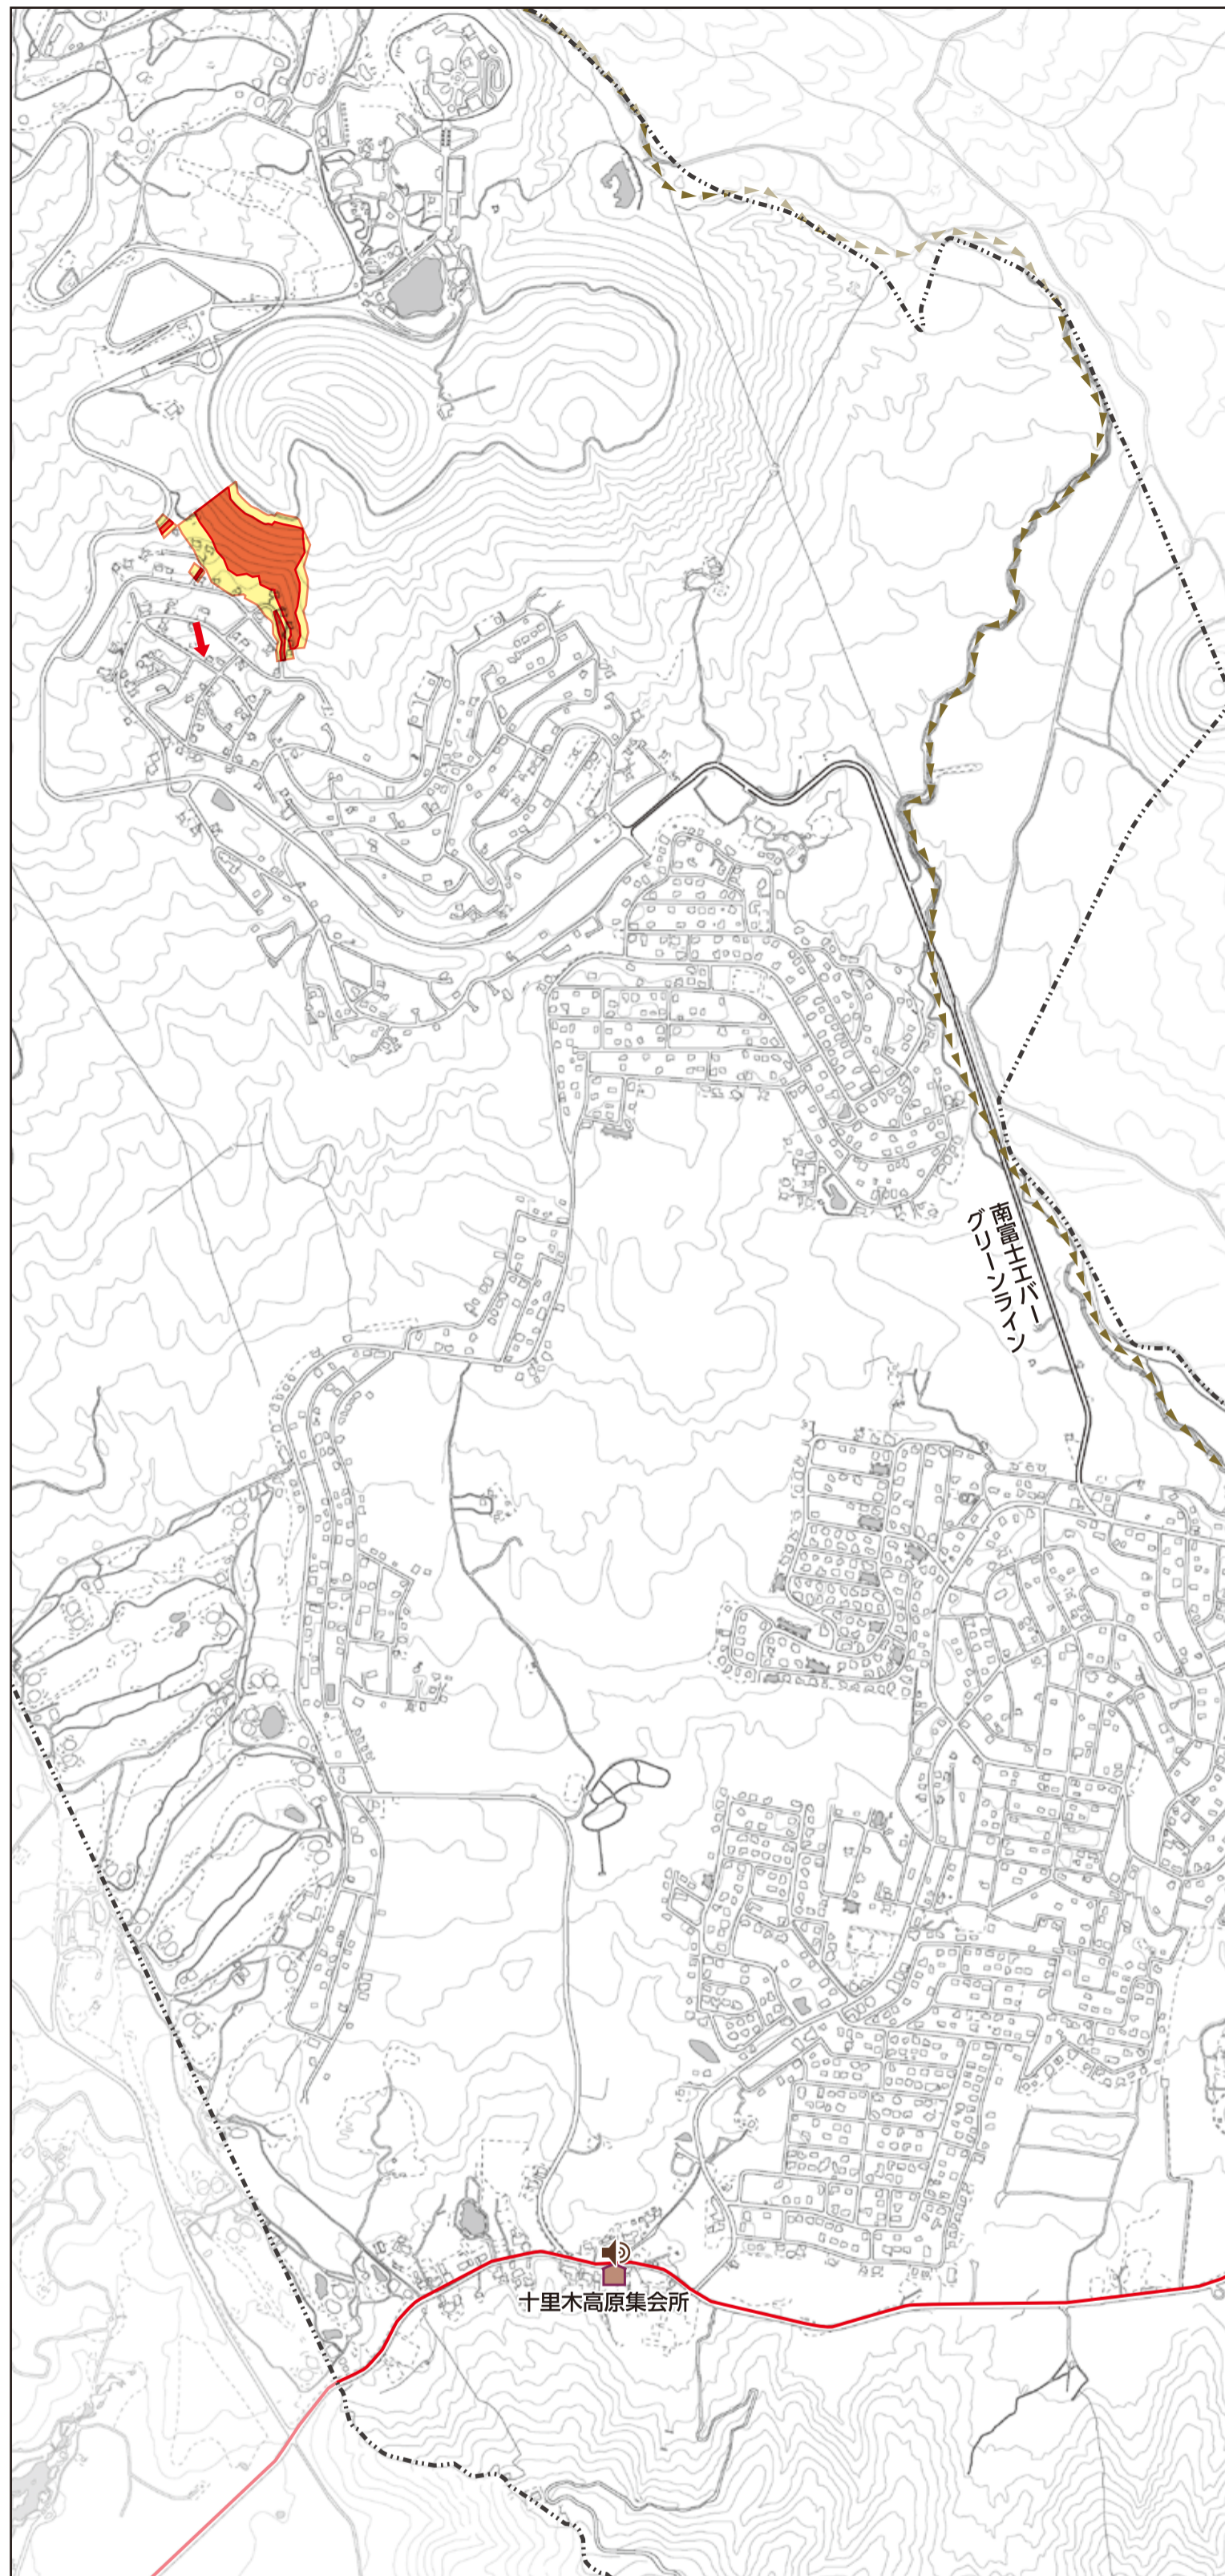 南富士エバー
グリーンライン
十里木高原集会所